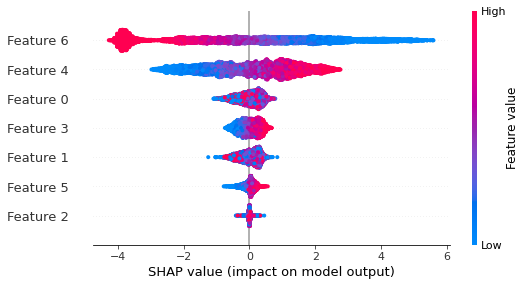 High
Feature 6
Feature 4
Feature 0
Feature 3
Feature 1
Feature 5
Feature 2
Feature value
Low
−4 −2 0 2 4 6
SHAP value (impact on model output)